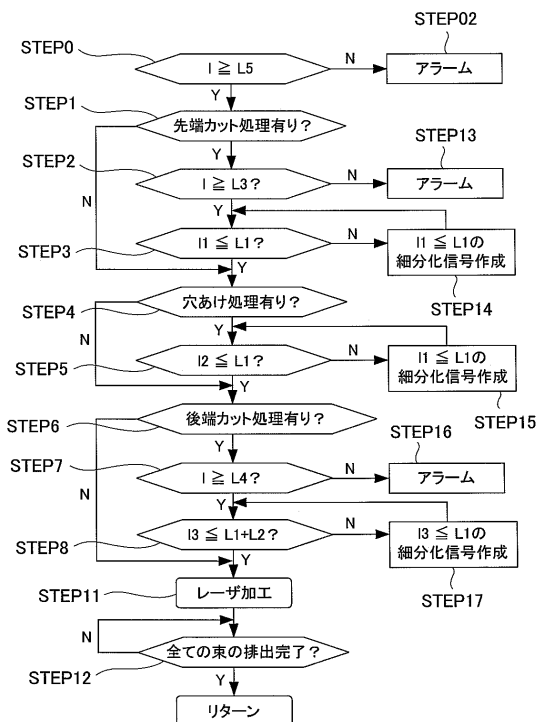 STEP02
STEP0
l ≧ L5
N
アラーム
Y
STEP1
先端カット処理有り?
STEP13
Y
STEP2
l ≧ L3?
N
アラーム
N
Y
STEP3
l1 ≦ L1?
N
l1 ≦ L1の
細分化信号作成
Y
STEP14
STEP4
穴あけ処理有り?
Y
N
STEP5
l2 ≦ L1?
N
l1 ≦ L1の
細分化信号作成
Y
STEP15
STEP6
後端カット処理有り?
STEP16
Y
STEP7
l ≧ L4?
N
アラーム
N
Y
STEP8
l3 ≦ L1+L2?
N
l3 ≦ L1の
細分化信号作成
Y
STEP17
STEP11
レーザ加工
N
全ての束の排出完了?
STEP12
Y
リターン